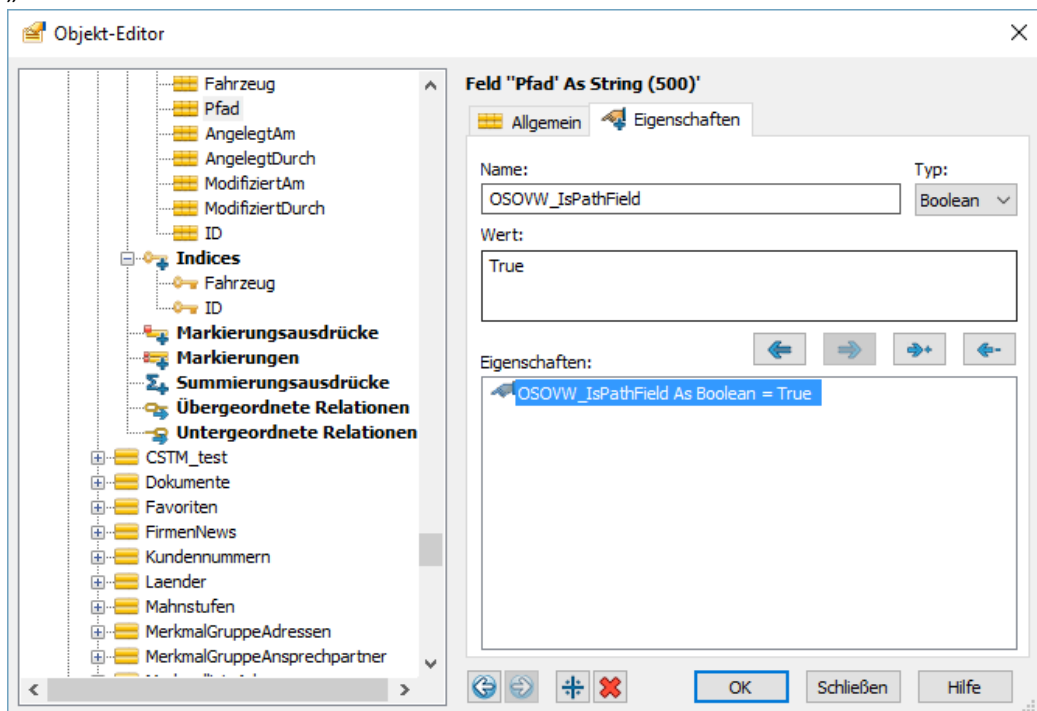 „
Objekt-Editor
Fahrzeug
Pfad
AngelegtAm
AngelegtDurch
ModifiziertAm
ModifiziertDurch
ID
Indices
Fahrzeug
ID
Markierungsausdrücke
Markierungen
Summierungsausdrücke
Übergeordnete Relationen
Untergeordnete Relationen
CSTM_test
Dokumente
Favoriten
FirmenNews
Kundennummern
Laender
Mahnstufen
MerkmalGruppeAdressen
MerkmalGruppeAnsprechpartner
Feld "Pfad' As String (500)'
Allgemein Eigenschaften
Name: Typ:
OSOVW_IsPathField Boolean
Wert:
True
Eigenschaften:
OSOVW_IsPathField As Boolean = True
OK Schließen Hilfe